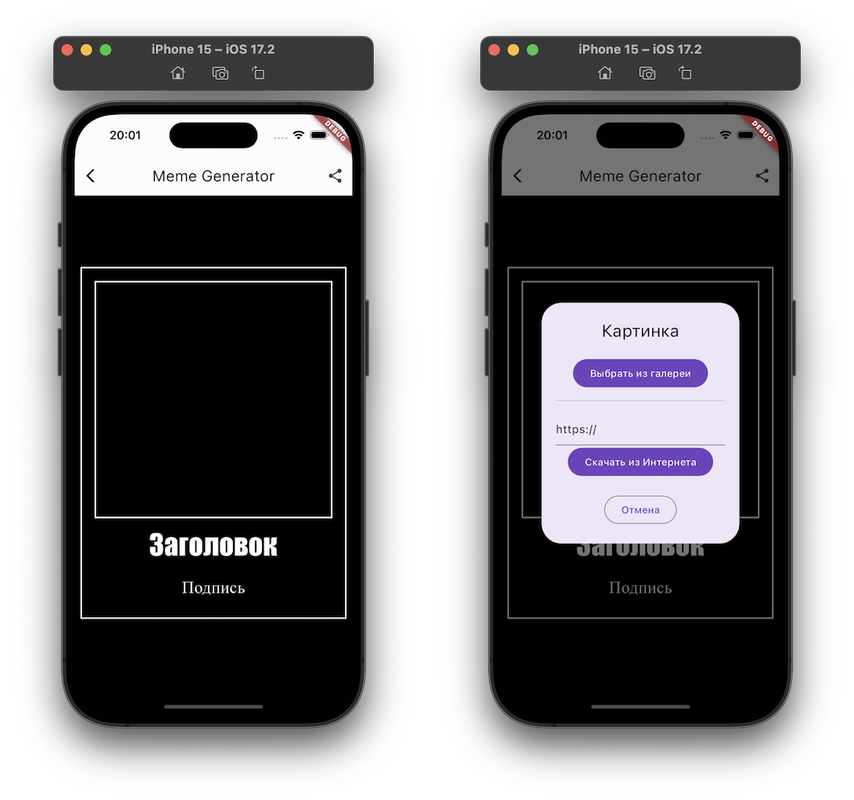 iPhone 15 – iOS 17.2
20:01
DEBUG
Meme Generator
Заголовок
Подпись
iPhone 15 – iOS 17.2
20:01
DEBUG
Meme Generator
Картинка
Выбрать из галереи
https://
Скачать из Интернета
Отмена
Заголовок
Подпись